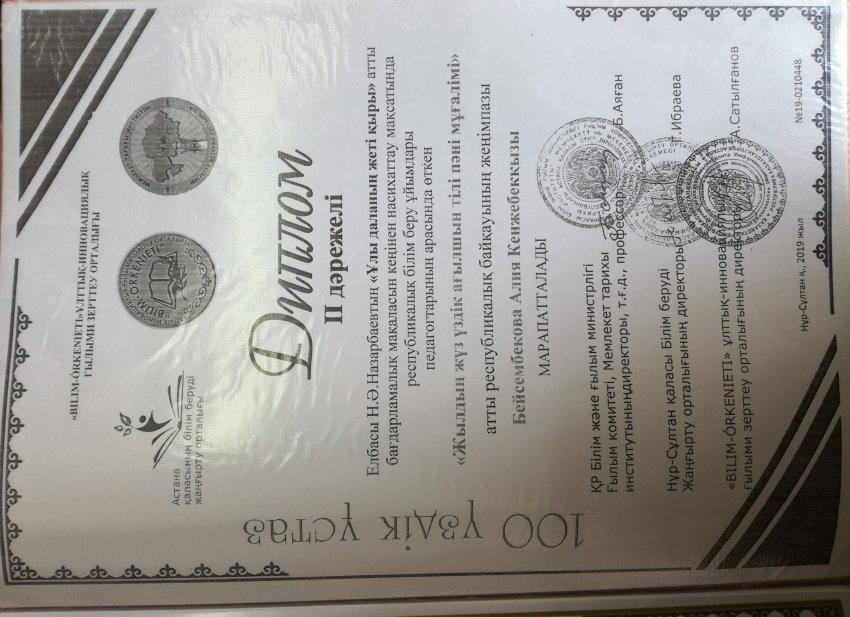 «BILIM-ÓRKENIETI» ҰЛТТЫҚ-ИННОВАЦИЯЛЫҚ
ҒЫЛЫМИ ЗЕРТТЕУ ОРТАЛЫҒЫ
Астана
қаласының білім беруді
жаңғырту орталығы
"BILIM-ÓRKENIETI"
Диплом
II дәрежелі
100 үздік ұстаз
Елбасы Н.Ә.Назарбаевтың «Ұлы даланың жеті қыры» атты
бағдарламалық мақаласын кеңінен насихаттау мақсатында
республикалық білім беру ұйымдары
педагогтарының арасында өткен
«Жылдың жүз үздік ағылшын тілі пәні мұғалімі»
атты республикалық байқауының жеңімпазы
Бейсембекова Алия Кенжебекқызы
МАРАПАТТАЛАДЫ
ҚР Білім және ғылым министрлігі
Ғылым комитеті, Мемлекет тарихы
институтыныңдиректоры, т.ғ.д., профессор Б.Аяған
Нұр-Сұлтан қаласы Білім беруді
Жаңғырту орталығының директоры Г.Ибраева
«BILIM-ÓRKENIETI» ұлттық-инновациялық
ғылыми зерттеу орталығының директоры А.Сатылғанов
Нұр-Сұлтан қ., 2019 жыл
№19-0210448